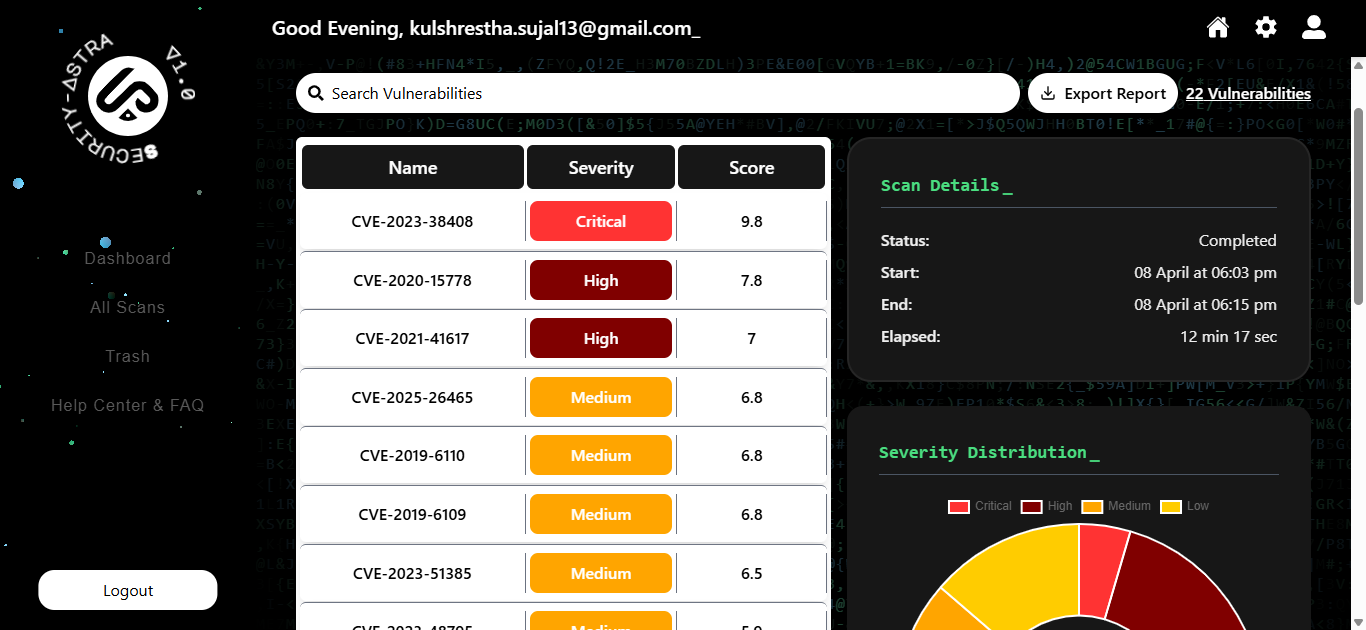 SECURITY-ΔSTRA V1.0
Good Evening, kulshrestha.sujal13@gmail.com_
Search Vulnerabilities
Export Report
22 Vulnerabilities
Dashboard
All Scans
Trash
Help Center & FAQ
Logout
Name Severity Score
CVE-2023-38408 Critical 9.8
CVE-2020-15778 High 7.8
CVE-2021-41617 High 7
CVE-2025-26465 Medium 6.8
CVE-2019-6110 Medium 6.8
CVE-2019-6109 Medium 6.8
CVE-2023-51385 Medium 6.5
Scan Details_
Status: Completed
Start: 08 April at 06:03 pm
End: 08 April at 06:15 pm
Elapsed: 12 min 17 sec
Severity Distribution_
Critical High Medium Low